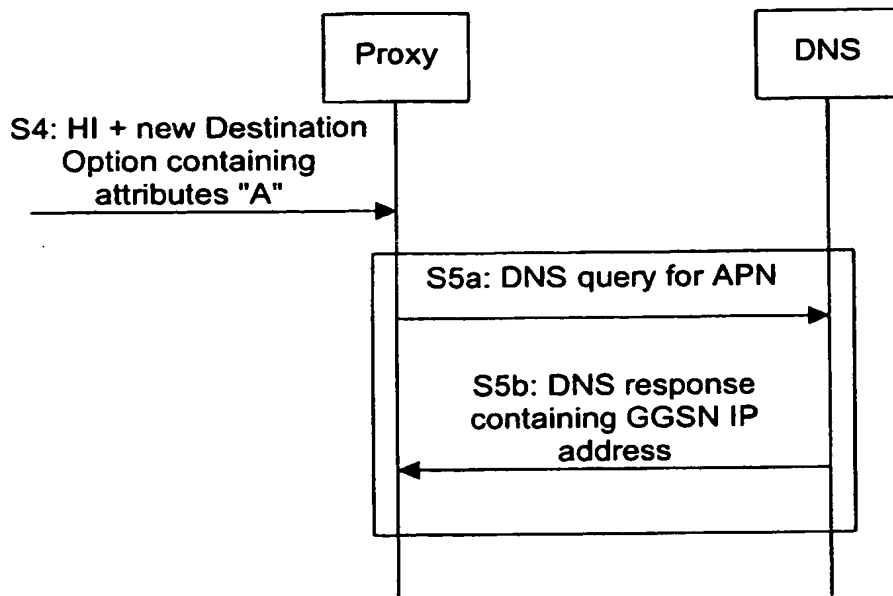 Proxy
DNS
S4: HI + new Destination
Option containing
attributes "A"
S5a: DNS query for APN
S5b: DNS response
containing GGSN IP
address